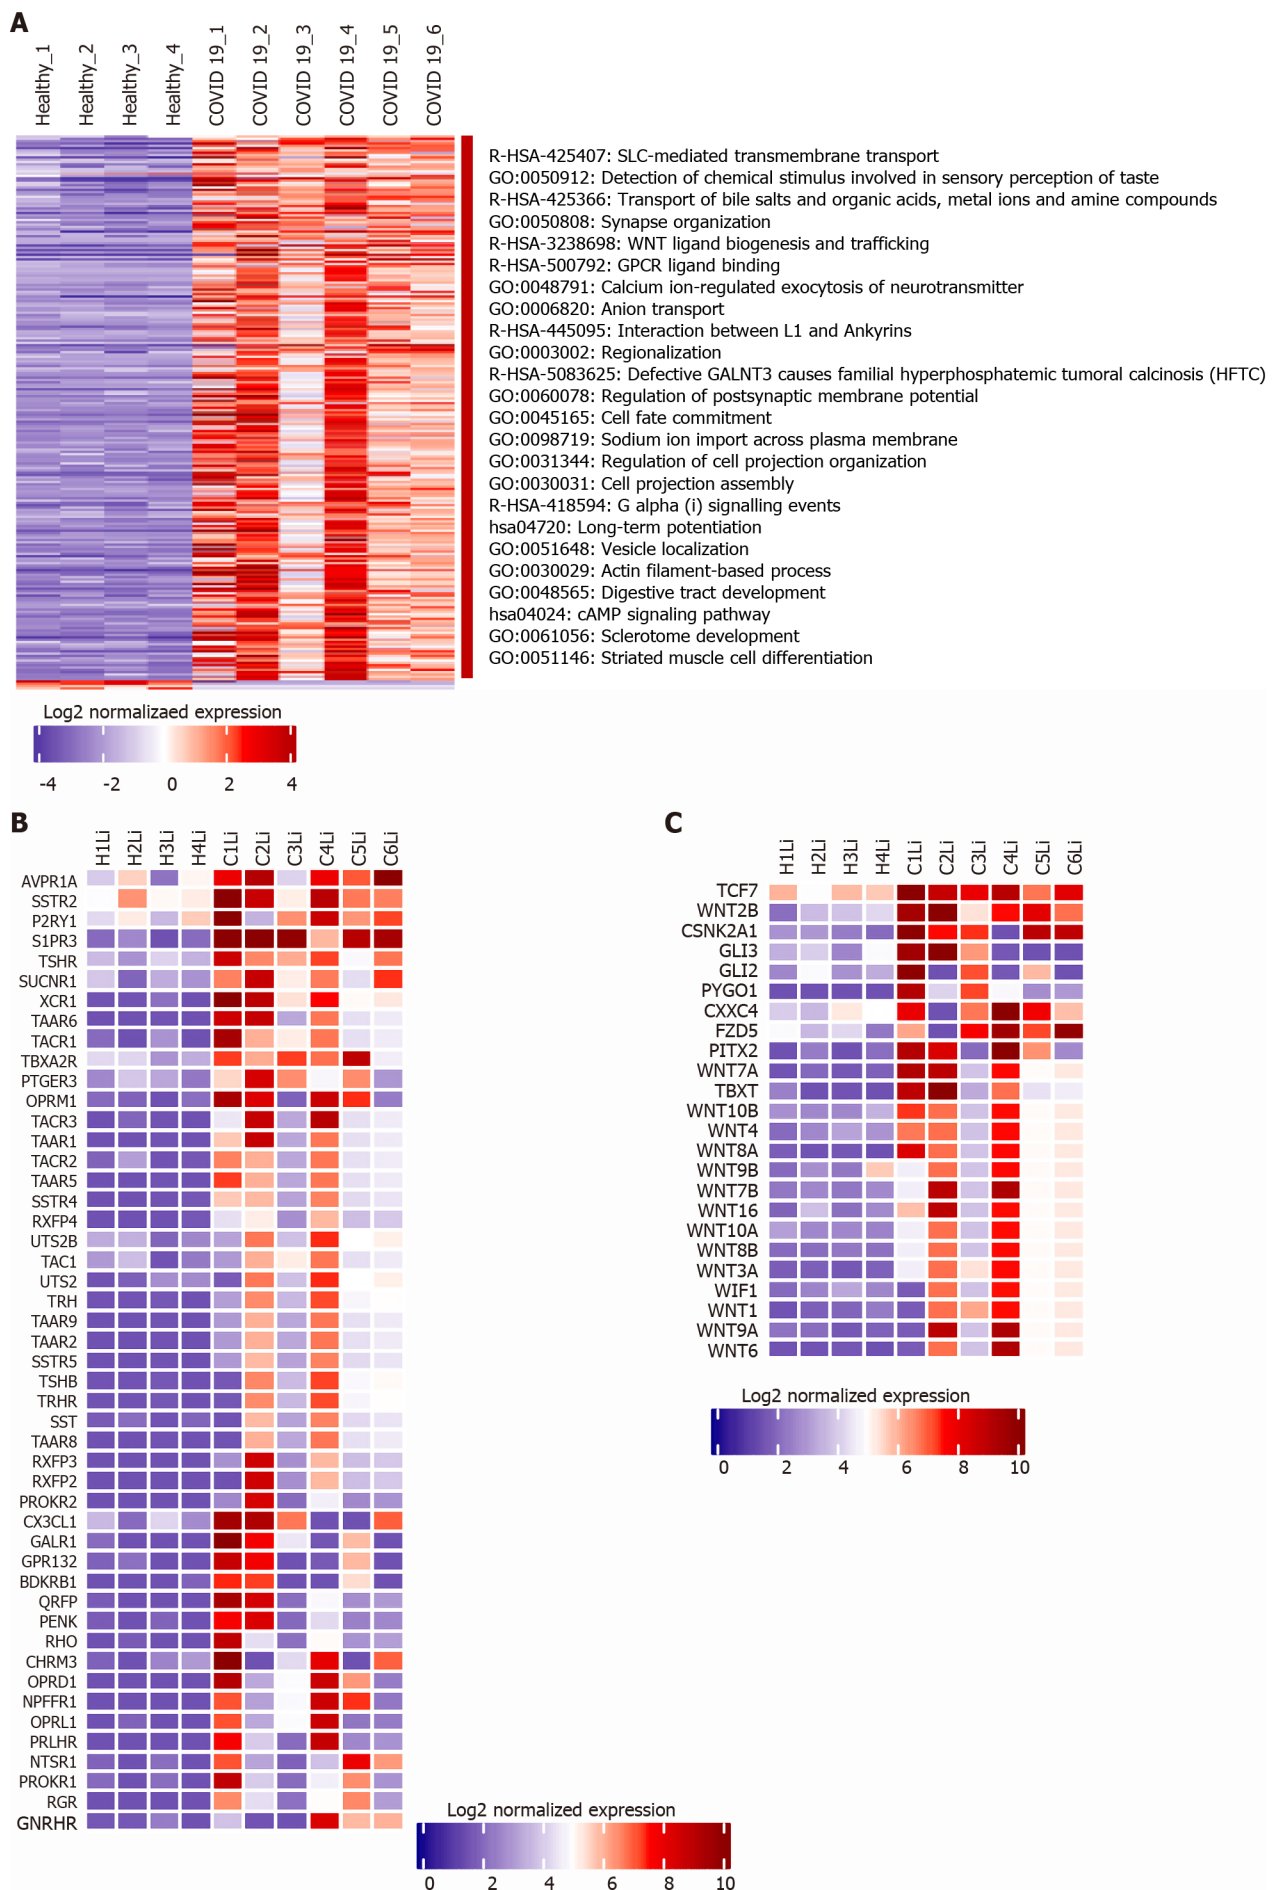 A
Healthy_1 Healthy_2 Healthy_3 Healthy_4 COVID 19_1 COVID 19_2 COVID 19_3 COVID 19_4 COVID 19_5 COVID 19_6
R-HSA-425407: SLC-mediated transmembrane transport
GO:0050912: Detection of chemical stimulus involved in sensory perception of taste
R-HSA-425366: Transport of bile salts and organic acids, metal ions and amine compounds
GO:0050808: Synapse organization
R-HSA-3238698: WNT ligand biogenesis and trafficking
R-HSA-500792: GPCR ligand binding
GO:0048791: Calcium ion-regulated exocytosis of neurotransmitter
GO:0006820: Anion transport
R-HSA-445095: Interaction between L1 and Ankyrins
GO:0003002: Regionalization
R-HSA-5083625: Defective GALNT3 causes familial hyperphosphatemic tumoral calcinosis (HFTC)
GO:0060078: Regulation of postsynaptic membrane potential
GO:0045165: Cell fate commitment
GO:0098719: Sodium ion import across plasma membrane
GO:0031344: Regulation of cell projection organization
GO:0030031: Cell projection assembly
R-HSA-418594: G alpha (i) signalling events
hsa04720: Long-term potentiation
GO:0051648: Vesicle localization
GO:0030029: Actin filament-based process
GO:0048565: Digestive tract development
hsa04024: cAMP signaling pathway
GO:0061056: Sclerotome development
GO:0051146: Striated muscle cell differentiation
Log2 normalizaed expression
-4 -2 0 2 4
B
H1Li H2Li H3Li H4Li C1Li C2Li C3Li C4Li C5Li C6Li
AVPR1A
SSTR2
P2RY1
S1PR3
TSHR
SUCNR1
XCR1
TAAR6
TACR1
TBXA2R
PTGER3
OPRM1
TACR3
TAAR1
TACR2
TAAR5
SSTR4
RXFP4
UTS2B
TAC1
UTS2
TRH
TAAR9
TAAR2
SSTR5
TSHB
TRHR
SST
TAAR8
RXFP3
RXFP2
PROKR2
CX3CL1
GALR1
GPR132
BDKRB1
QRFP
PENK
RHO
CHRM3
OPRD1
NPFFR1
OPRL1
PRLHR
NTSR1
PROKR1
RGR
GNRHR
Log2 normalized expression
0 2 4 6 8 10
C
H1Li H2Li H3Li H4Li C1Li C2Li C3Li C4Li C5Li C6Li
TCF7
WNT2B
CSNK2A1
GLI3
GLI2
PYGO1
CXXC4
FZD5
PITX2
WNT7A
TBXT
WNT10B
WNT4
WNT8A
WNT9B
WNT7B
WNT16
WNT10A
WNT8B
WNT3A
WIF1
WNT1
WNT9A
WNT6
Log2 normalized expression
0 2 4 6 8 10